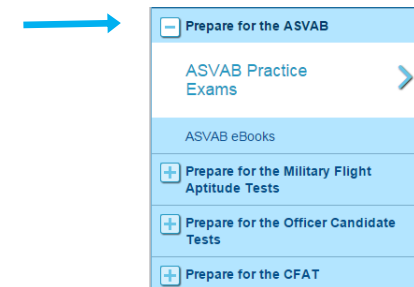 Prepare for the ASVAB
ASVAB Practice
Exams
ASVAB eBooks
Prepare for the Military Flight
Aptitude Tests
Prepare for the Officer Candidate
Tests
Prepare for the CFAT